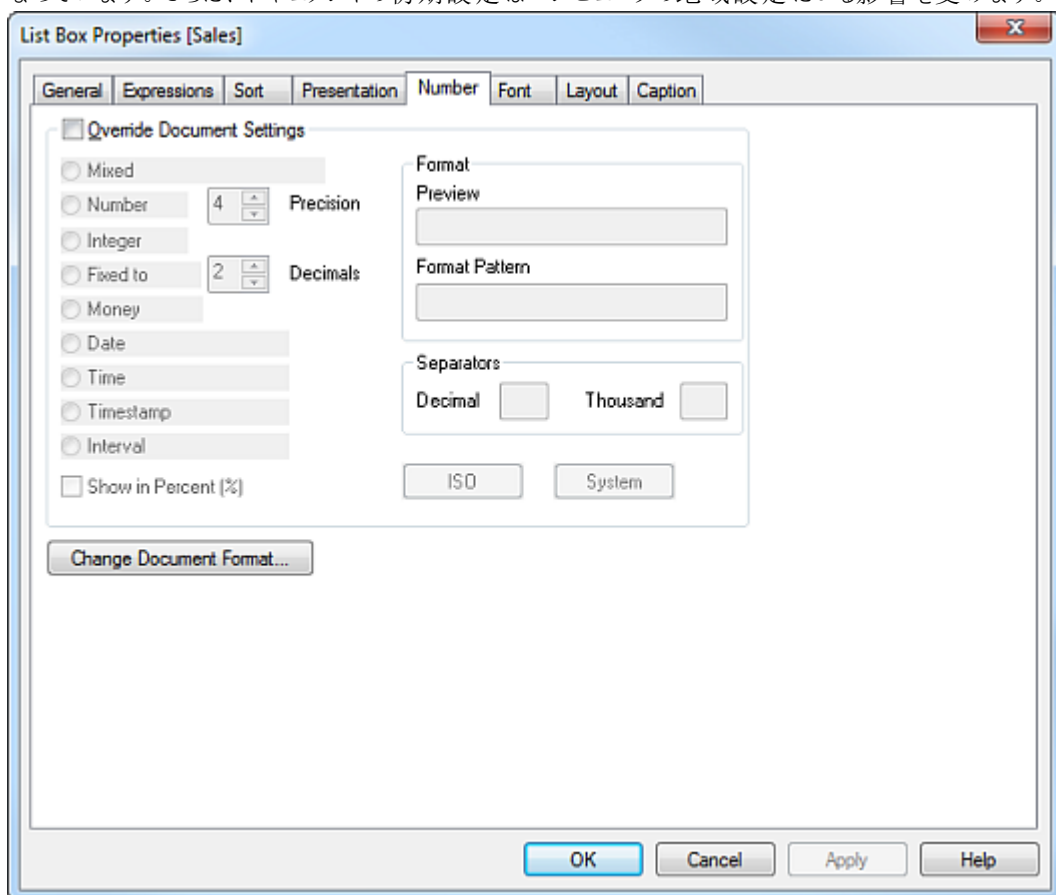 List Box Properties [Sales]
General Expressions Sort Presentation Number Font Layout Caption
Override Document Settings
Mixed
Number 4 Precision
Integer
Fixed to 2 Decimals
Money
Date
Time
Timestamp
Interval
Show in Percent (%)
Format
Preview
Format Pattern
Separators
Decimal Thousand
ISO System
Change Document Format...
OK Cancel Apply Help